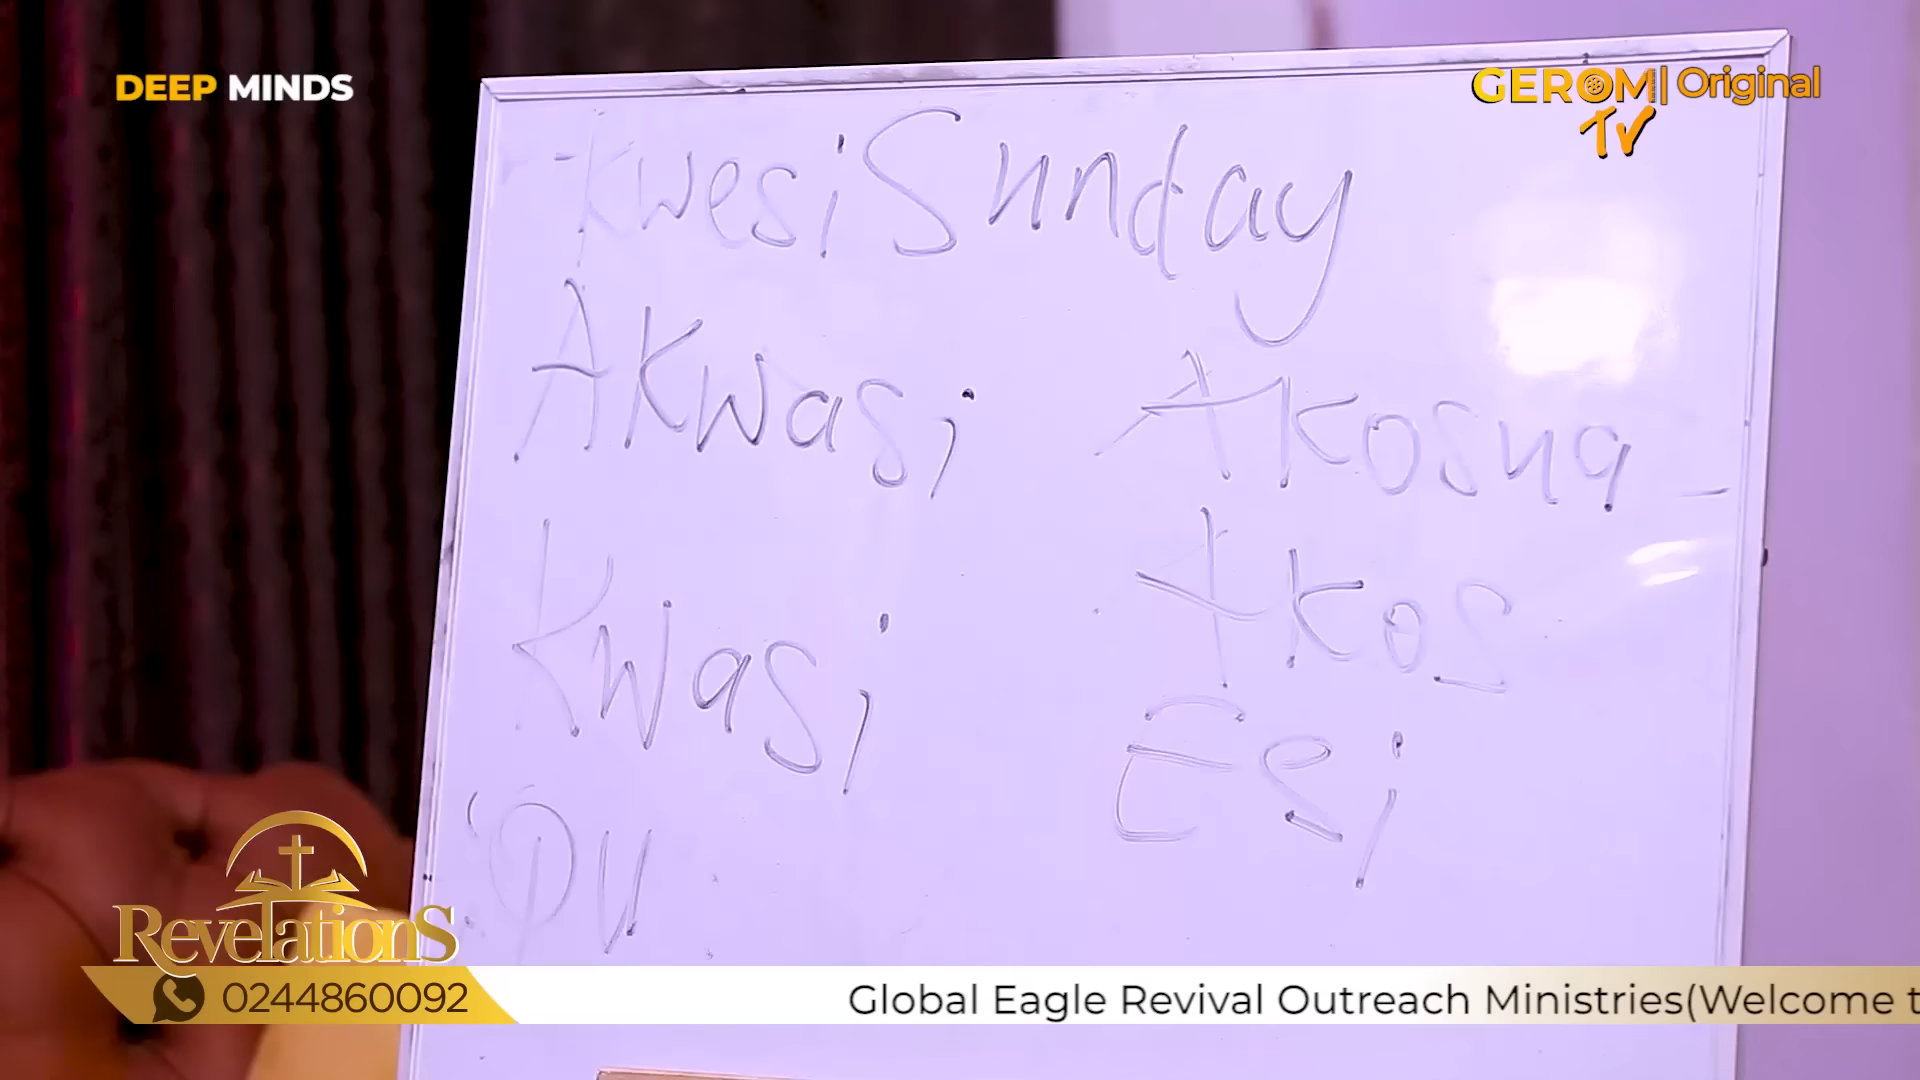 DEEP MINDS
GEROM TV | Original
Kwesi Sunday
Akwasi Akosua
Kwasi Akos
Esi
Revelations
0244860092
Global Eagle Revival Outreach Ministries(Welcome t